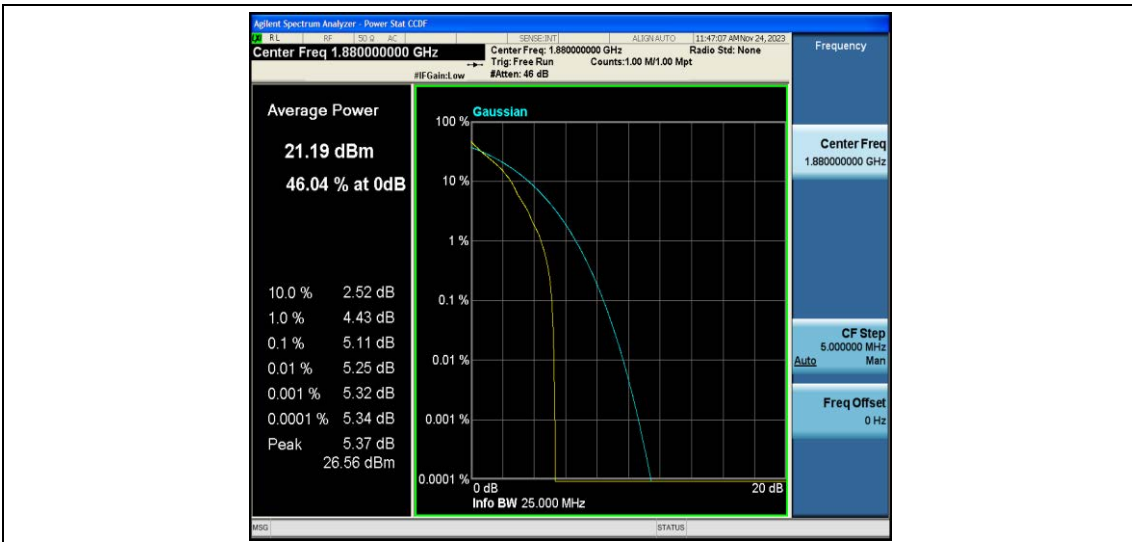 Agilent Spectrum Analyzer - Power Stat CCDF
RL RF 50 Ω AC SENSE:INT ALIGNAUTO 11:47:07 AMNov 24, 2023
Center Freq 1.880000000 GHz
Center Freq: 1.880000000 GHz Radio Std: None
Trig: Free Run Counts:1.00 M/1.00 Mpt
#IFGain:Low #Atten: 46 dB
Frequency
Average Power
21.19 dBm
46.04 % at 0dB
10.0 % 2.52 dB
1.0 % 4.43 dB
0.1 % 5.11 dB
0.01 % 5.25 dB
0.001 % 5.32 dB
0.0001 % 5.34 dB
Peak 5.37 dB
26.56 dBm
Gaussian
100 %
10 %
1 %
0.1 %
0.01 %
0.001 %
0.0001 %
0 dB 20 dB
Info BW 25.000 MHz
Center Freq
1.880000000 GHz
CF Step
5.000000 MHz
Auto Man
Freq Offset
0 Hz
MSG STATUS